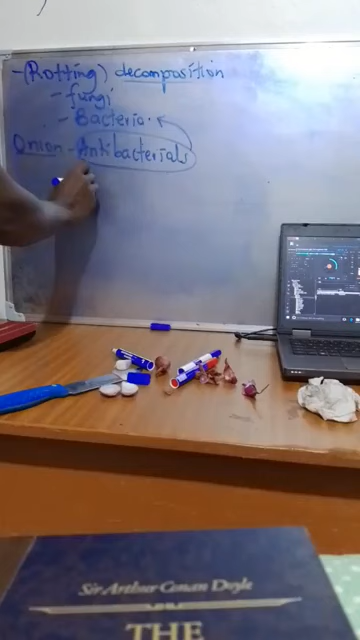 -(Rotting) decomposition
- fungi
- Bacteria.
Onion - Antibacterials
Sir Arthur Conan Doyle
THE